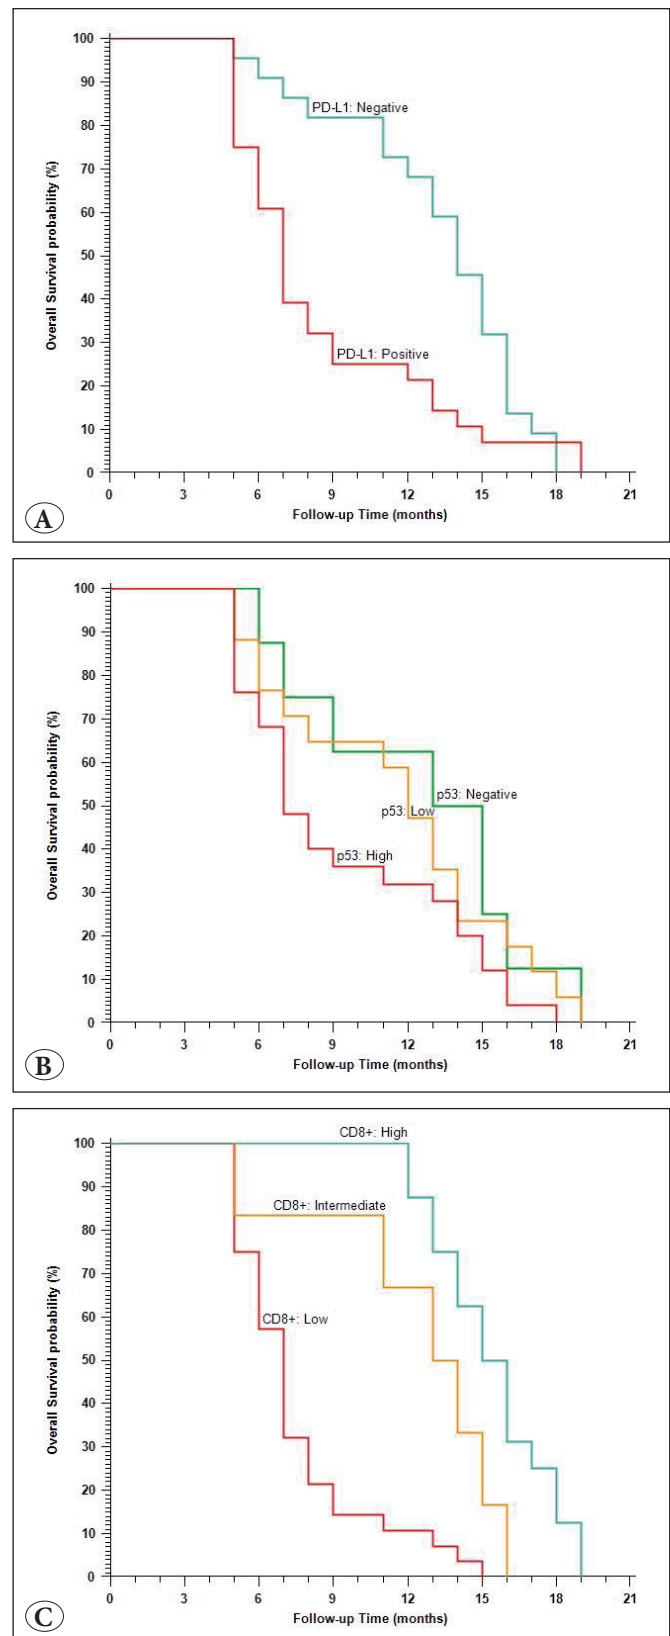 100
90
80
70
60
50
40
30
20
10
0
Overall Survival probability (%)
PD-L1: Negative
PD-L1: Positive
0 3 6 9 12 15 18 21
Follow-up Time (months)
A
100
90
80
70
60
50
40
30
20
10
0
Overall Survival probability (%)
p53: Negative
p53: Low
p53: High
0 3 6 9 12 15 18 21
Follow-up Time (months)
B
CD8+: High
100
90
80
70
60
50
40
30
20
10
0
Overall Survival probability (%)
CD8+: Intermediate
CD8+: Low
0 3 6 9 12 15 18 21
Follow-up Time (months)
C